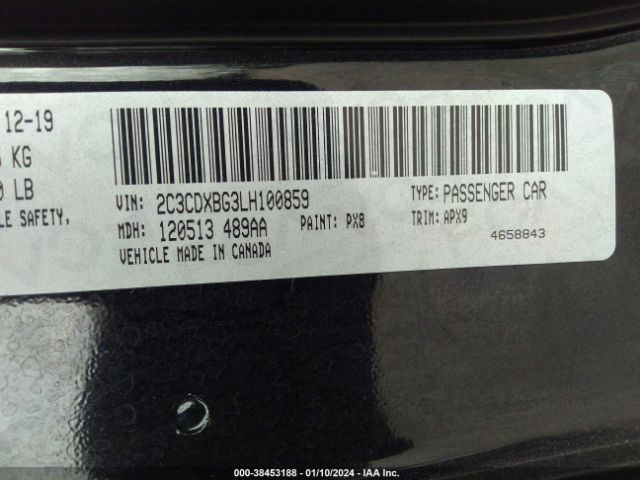 12-19
KG
LB
LE SAFETY,
VIN: 2C3CDXBG3LH100859
TYPE: PASSENGER CAR
MDH: 120513 489AA
PAINT: PX8
TRIM: APX9
VEHICLE MADE IN CANADA
4658843
000-38453188 - 01/10/2024 - IAA Inc.